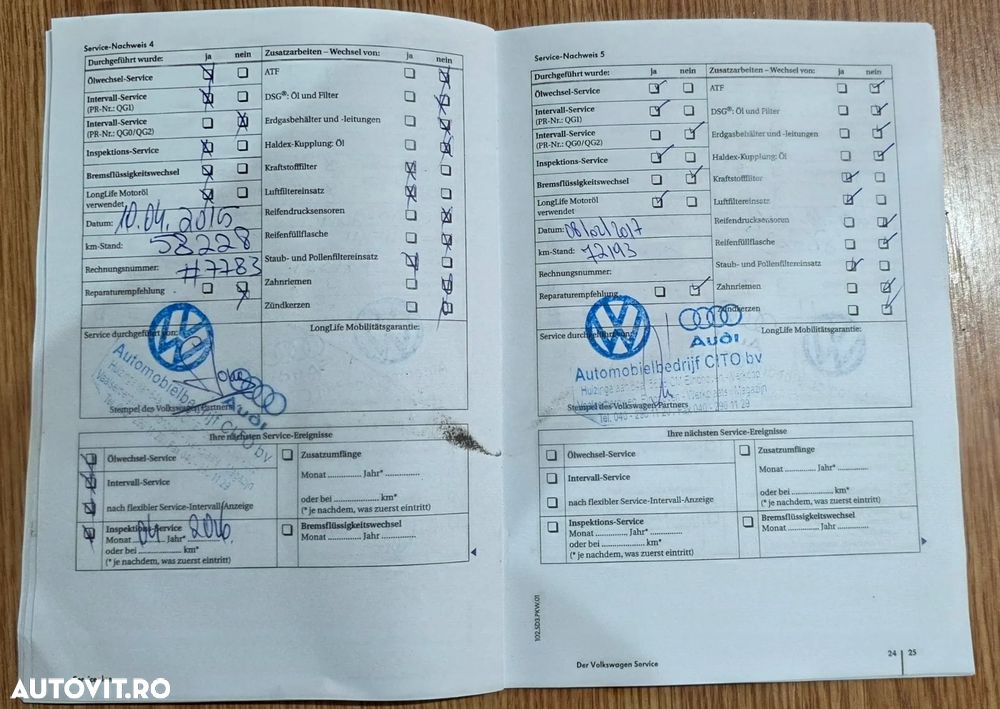 Service-Nachweis 4
Durchgeführt wurde: ja nein
Zusatzarbeiten – Wechsel von: ja nein
Ölwechsel-Service
ATF
Intervall-Service
(PR-Nr.: QG1)
DSG®: Öl und Filter
Intervall-Service
(PR-Nr.: QG0/QG2)
Erdgasbehälter und -leitungen
Inspektions-Service
Haldex-Kupplung: Öl
Bremsflüssigkeitswechsel
Kraftstofffilter
LongLife Motoröl
verwendet
Luftfiltereinsatz
Datum: 10.04.2015
Reifendrucksensoren
km-Stand: 58228
Reifenfüllflasche
Rechnungsnummer: #7783
Staub- und Pollenfiltereinsatz
Reparaturempfehlung
Zahnriemen
Zündkerzen
Service durchgeführt von:
LongLife Mobilitätsgarantie:
Automobielbedrijf CITO bv
Audi
Stempel des Volkswagen Partners
Ihre nächsten Service-Ereignisse
Ölwechsel-Service
Intervall-Service
nach flexibler Service-Intervall-Anzeige
Inspektions-Service
Monat 04 Jahr* 2016.
oder bei ............ km*
(* je nachdem, was zuerst eintritt)
Zusatzumfänge
Monat ............ Jahr* ............
oder bei ............ km*
(* je nachdem, was zuerst eintritt)
Bremsflüssigkeitswechsel
Monat ............ Jahr ............
Service-Nachweis 5
Durchgeführt wurde: ja nein
Zusatzarbeiten – Wechsel von: ja nein
Ölwechsel-Service
ATF
Intervall-Service
(PR-Nr.: QG1)
DSG®: Öl und Filter
Intervall-Service
(PR-Nr.: QG0/QG2)
Erdgasbehälter und -leitungen
Inspektions-Service
Haldex-Kupplung: Öl
Bremsflüssigkeitswechsel
Kraftstofffilter
LongLife Motoröl
verwendet
Luftfiltereinsatz
Datum: 08/02/2017
Reifendrucksensoren
km-Stand: 72193
Reifenfüllflasche
Rechnungsnummer:
Staub- und Pollenfiltereinsatz
Reparaturempfehlung
Zahnriemen
Zündkerzen
Service durchgeführt
LongLife Mobilitätsgarantie:
Audi
Automobielbedrijf CITO bv
Stempel des Volkswagen Partners
Ihre nächsten Service-Ereignisse
Ölwechsel-Service
Intervall-Service
nach flexibler Service-Intervall-Anzeige
Inspektions-Service
Monat ............ Jahr* ............
oder bei ............ km*
(* je nachdem, was zuerst eintritt)
Zusatzumfänge
Monat ............ Jahr* ............
oder bei ............ km*
(* je nachdem, was zuerst eintritt)
Bremsflüssigkeitswechsel
Monat ............ Jahr ............
102.5D3.PKW.01
Der Volkswagen Service
24 | 25
AUTOVIT.RO